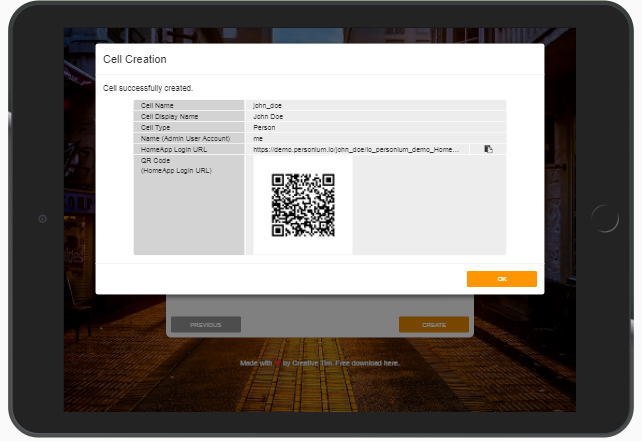 Cell Creation
Cell successfully created.
Cell Name john_doe
Cell Display Name John Doe
Cell Type Person
Name (Admin User Account) me
HomeApp Login URL https://demo.personium.io/john_doe/io_personium_demo_Home...
QR Code
(HomeApp Login URL)
OK
PREVIOUS CREATE
Made with by Creative Tim. Free download here.